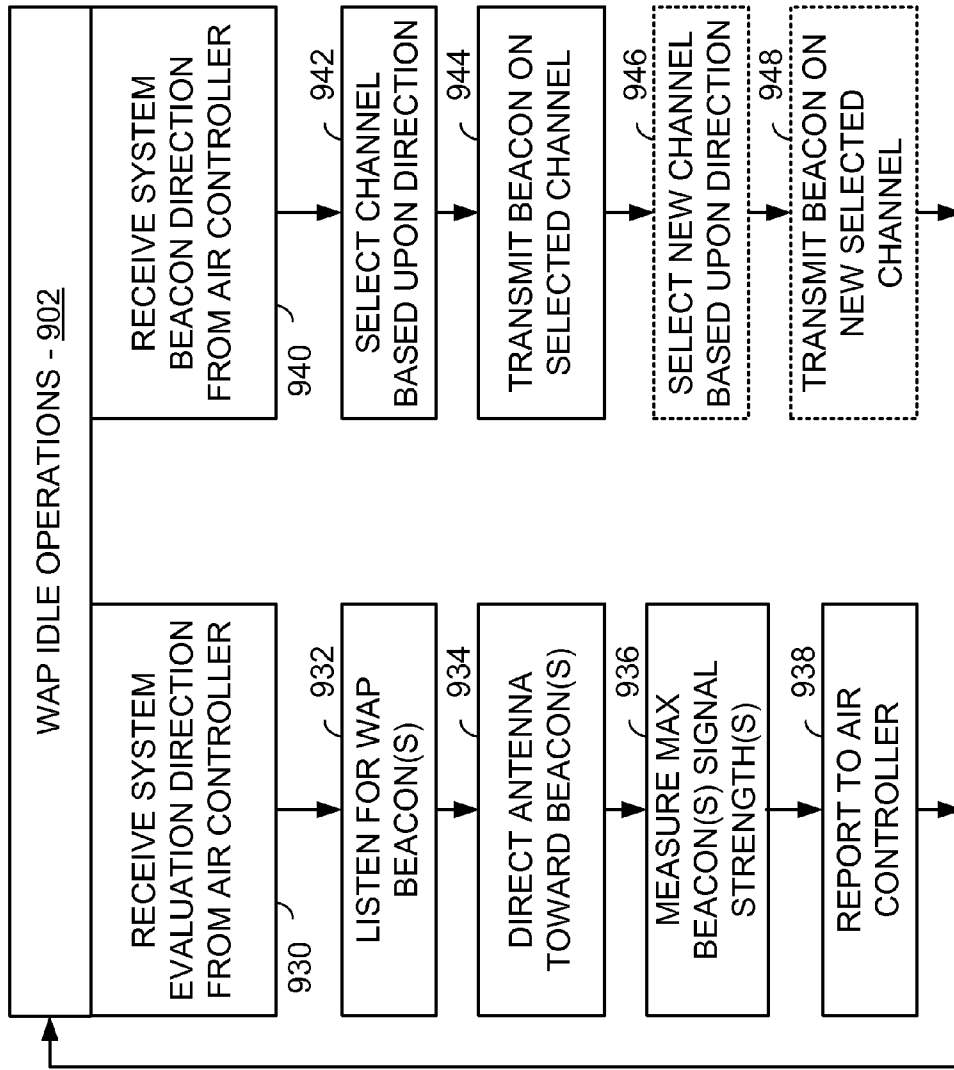 WAP IDLE OPERATIONS - 902
RECEIVE SYSTEM
EVALUATION DIRECTION
FROM AIR CONTROLLER
930
LISTEN FOR WAP
BEACON(S)
932
DIRECT ANTENNA
TOWARD BEACON(S)
934
MEASURE MAX
BEACON(S) SIGNAL
STRENGTH(S)
936
REPORT TO AIR
CONTROLLER
938
RECEIVE SYSTEM
BEACON DIRECTION
FROM AIR CONTROLLER
940
SELECT CHANNEL
BASED UPON DIRECTION
942
TRANSMIT BEACON ON
SELECTED CHANNEL
944
SELECT NEW CHANNEL
BASED UPON DIRECTION
946
TRANSMIT BEACON ON
NEW SELECTED
CHANNEL
948